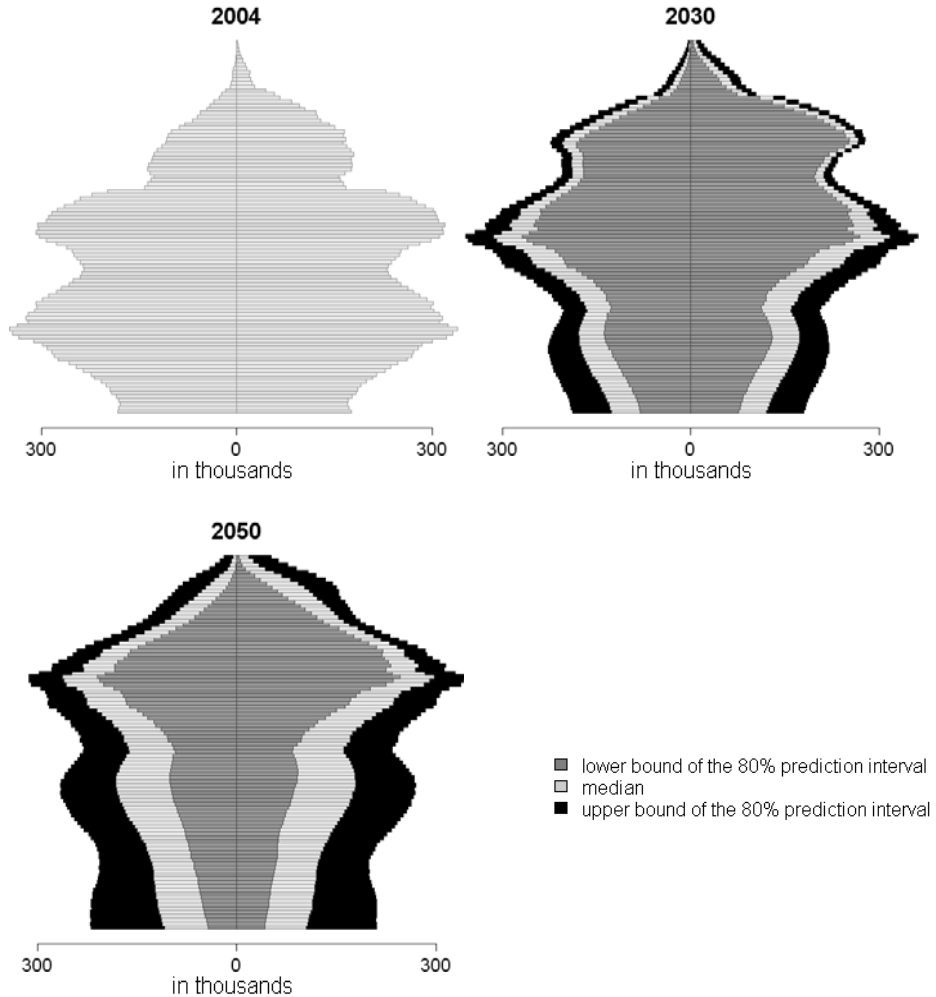 2004
2030
300 0 300
in thousands
300 0 300
in thousands
2050
lower bound of the 80% prediction interval
median
upper bound of the 80% prediction interval
300 0 300
in thousands